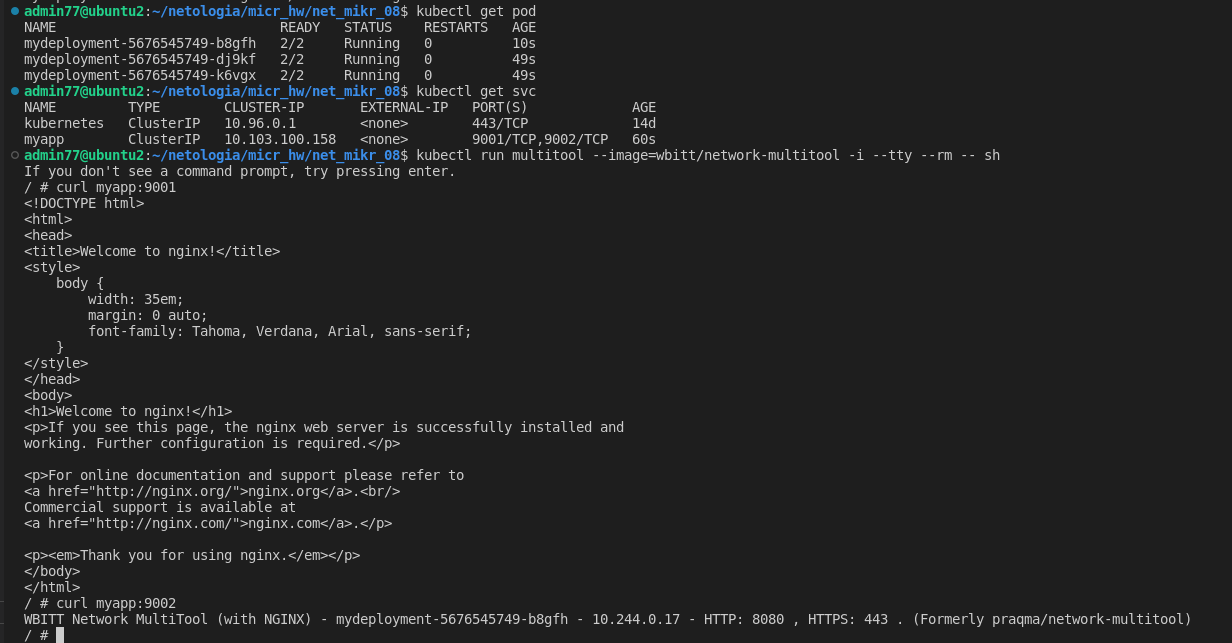 admin77@ubuntu2:~/netologia/micr_hw/net_mikr_08$ kubectl get pod
NAME                            READY   STATUS    RESTARTS   AGE
mydeployment-5676545749-b8gfh   2/2     Running   0          10s
mydeployment-5676545749-dj9kf   2/2     Running   0          49s
mydeployment-5676545749-k6vgx   2/2     Running   0          49s
admin77@ubuntu2:~/netologia/micr_hw/net_mikr_08$ kubectl get svc
NAME         TYPE        CLUSTER-IP       EXTERNAL-IP   PORT(S)             AGE
kubernetes   ClusterIP   10.96.0.1        <none>        443/TCP             14d
myapp        ClusterIP   10.103.100.158   <none>        9001/TCP,9002/TCP   60s
admin77@ubuntu2:~/netologia/micr_hw/net_mikr_08$ kubectl run multitool --image=wbitt/network-multitool -i --tty --rm -- sh
If you don't see a command prompt, try pressing enter.
/ # curl myapp:9001
<!DOCTYPE html>
<html>
<head>
<title>Welcome to nginx!</title>
<style>
    body {
        width: 35em;
        margin: 0 auto;
        font-family: Tahoma, Verdana, Arial, sans-serif;
    }
</style>
</head>
<body>
<h1>Welcome to nginx!</h1>
<p>If you see this page, the nginx web server is successfully installed and
working. Further configuration is required.</p>

<p>For online documentation and support please refer to
<a href="http://nginx.org/">nginx.org</a>.<br/>
Commercial support is available at
<a href="http://nginx.com/">nginx.com</a>.</p>

<p><em>Thank you for using nginx.</em></p>
</body>
</html>
/ # curl myapp:9002
WBITT Network MultiTool (with NGINX) - mydeployment-5676545749-b8gfh - 10.244.0.17 - HTTP: 8080 , HTTPS: 443 . (Formerly praqma/network-multitool)
/ #